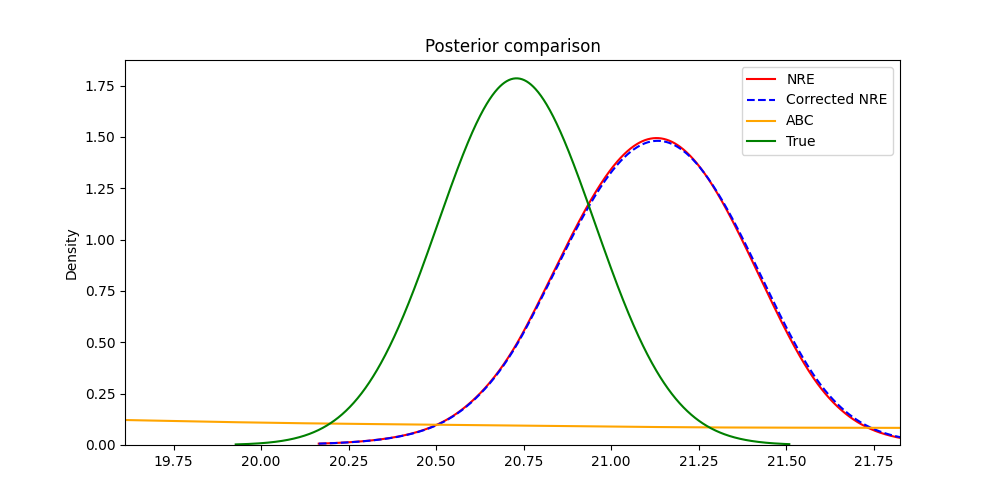 Posterior comparison
NRE
Corrected NRE
ABC
True
Density
1.75
1.50
1.25
1.00
0.75
0.50
0.25
0.00
19.75 20.00 20.25 20.50 20.75 21.00 21.25 21.50 21.75